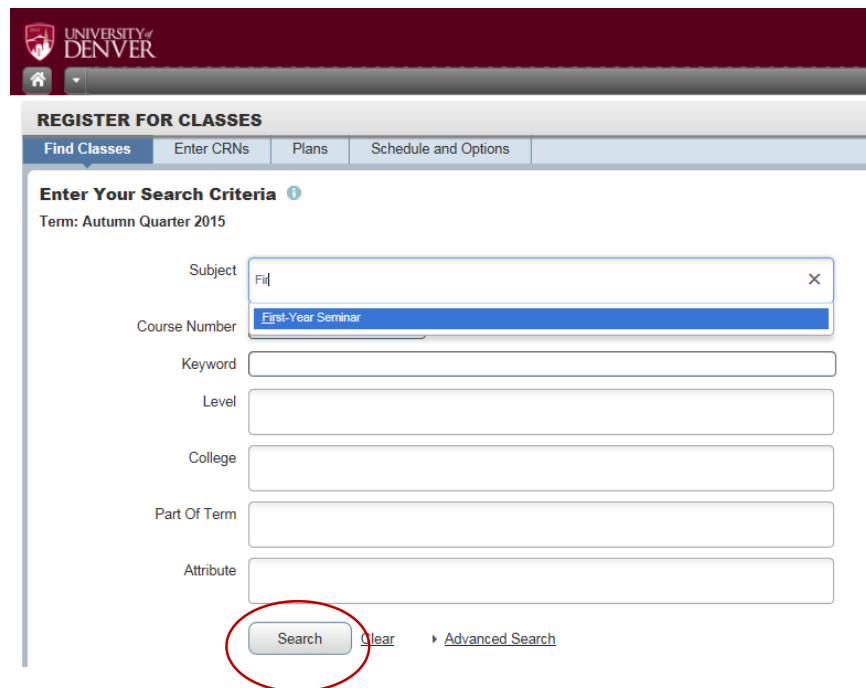 UNIVERSITY of
DENVER
REGISTER FOR CLASSES
Find Classes Enter CRNs Plans Schedule and Options
Enter Your Search Criteria
Term: Autumn Quarter 2015
Subject Fir
First-Year Seminar
Course Number
Keyword
Level
College
Part Of Term
Attribute
Search Clear Advanced Search